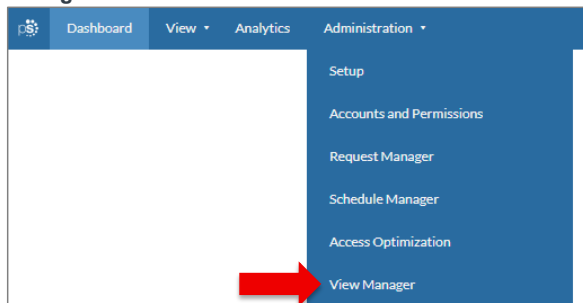 pS
Dashboard View Analytics Administration
Setup
Accounts and Permissions
Request Manager
Schedule Manager
Access Optimization
View Manager